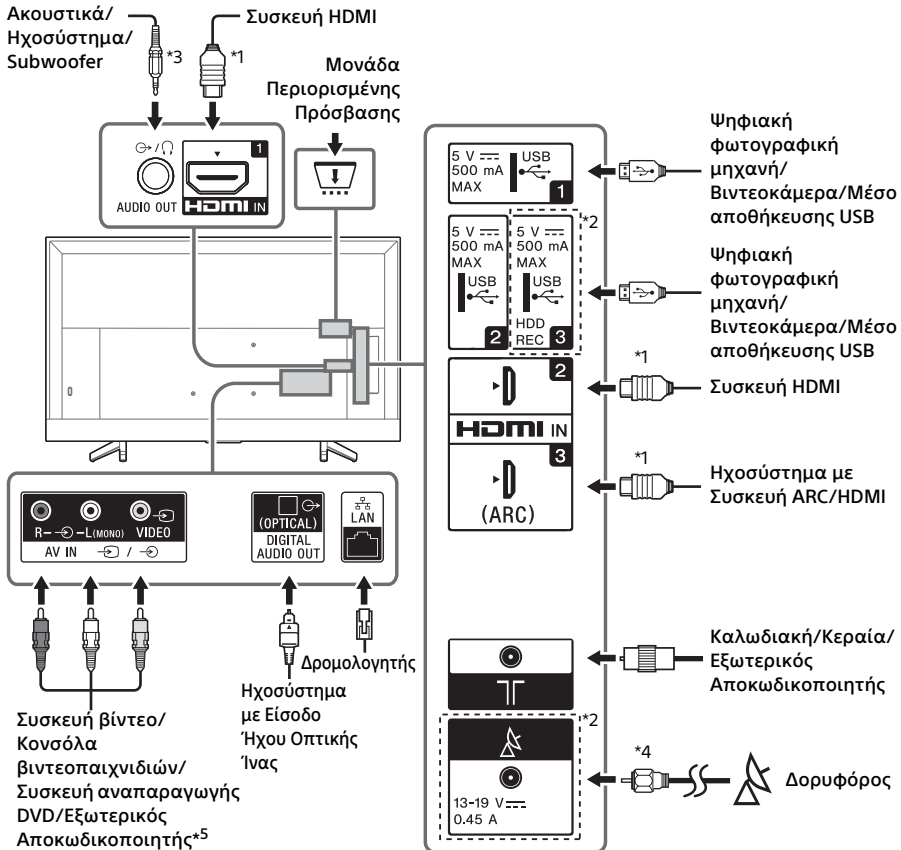 Ακουστικά/
Ηχοσύστημα/
Subwoofer
*3
Συσκευή HDMI
*1
Μονάδα
Περιορισμένης
Πρόσβασης
AUDIO OUT
1
HDMI IN
5 V
500 mA
MAX
USB
1
Ψηφιακή
φωτογραφική
μηχανή/
Βιντεοκάμερα/Μέσο
αποθήκευσης USB
5 V
500 mA
MAX
USB
2
*2
5 V
500 mA
MAX
USB
HDD
REC 3
Ψηφιακή
φωτογραφική
μηχανή/
Βιντεοκάμερα/Μέσο
αποθήκευσης USB
2
*1
Συσκευή HDMI
HDMI IN
3
(ARC)
*1
Ηχοσύστημα με
Συσκευή ARC/HDMI
R- -L(MONO) VIDEO
AV IN /
(OPTICAL)
DIGITAL
AUDIO OUT
LAN
Συσκευή βίντεο/
Κονσόλα
βιντεοπαιχνιδιών/
Συσκευή αναπαραγωγής
DVD/Εξωτερικός
Αποκωδικοποιητής*5
Ηχοσύστημα
με Είσοδο
Ήχου Οπτικής
Ίνας
Δρομολογητής
Καλωδιακή/Κεραία/
Εξωτερικός
Αποκωδικοποιητής
*2
13-19 V
0.45 A
*4
Δορυφόρος